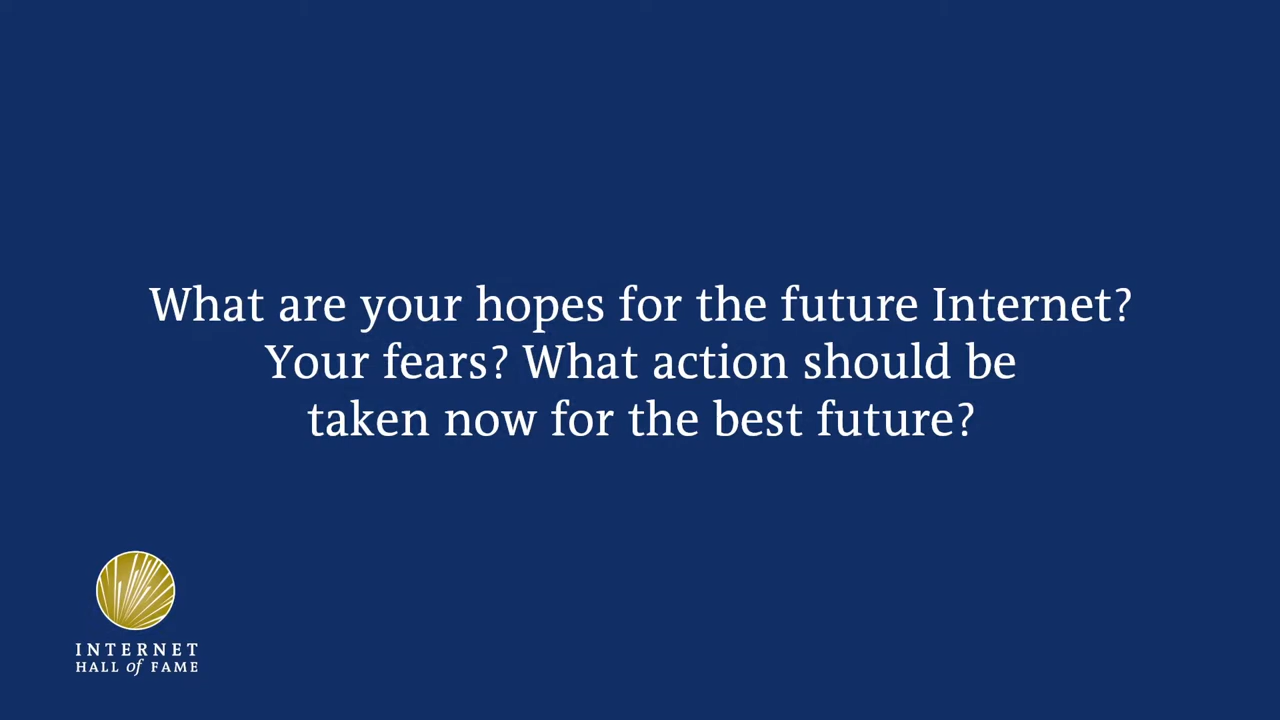 What are your hopes for the future Internet?
Your fears? What action should be
taken now for the best future?
INTERNET
HALL of FAME